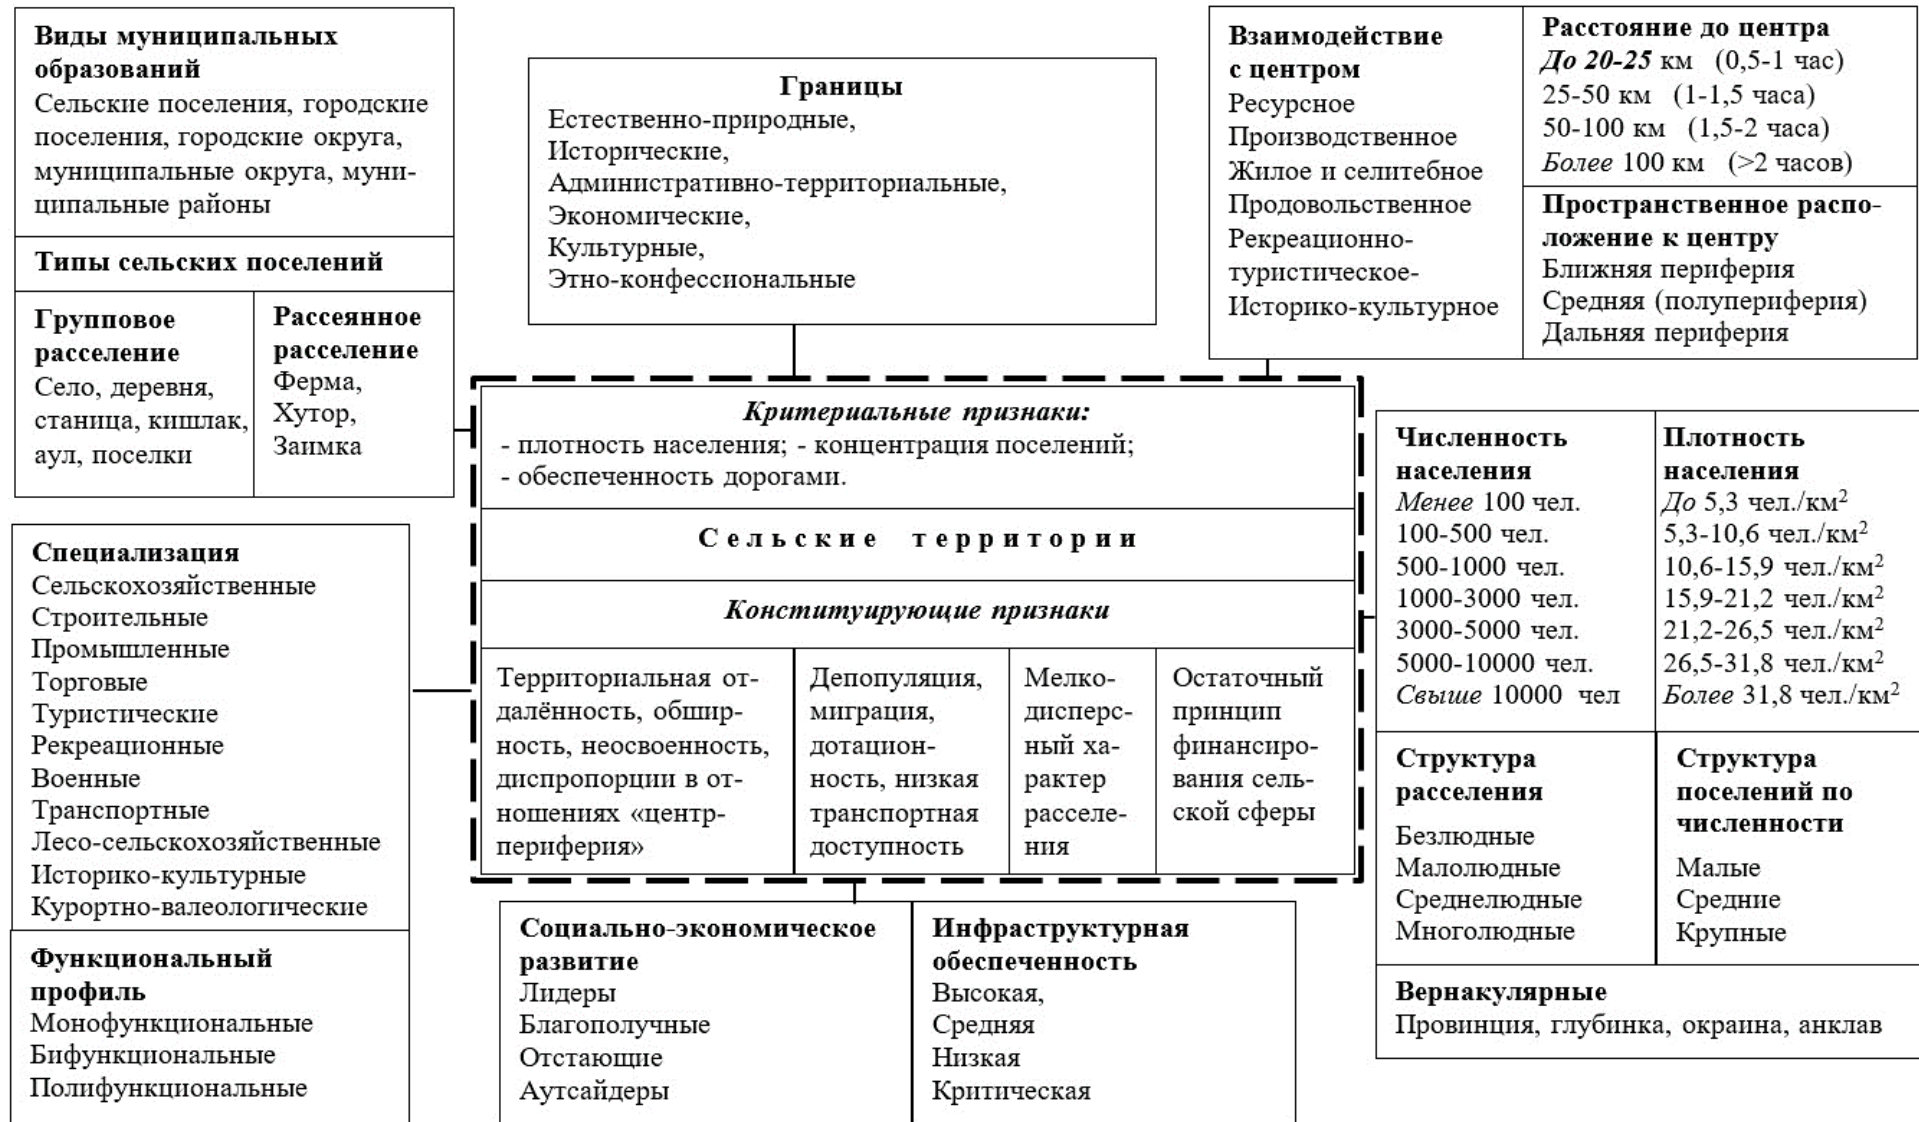 Виды муниципальных
образований
Сельские поселения, городские
поселения, городские округа,
муниципальные округа, муни-
ципальные районы
Типы сельских поселений
Групповое
расселение
Село, деревня,
станица, кишлак,
аул, поселки
Рассеянное
расселение
Ферма,
Хутор,
Заимка
Границы
Естественно-природные,
Исторические,
Административно-территориальные,
Экономические,
Культурные,
Этно-конфессиональные
Взаимодействие
с центром
Ресурсное
Производственное
Жилое и селитебное
Продовольственное
Рекреационно-
туристическое-
Историко-культурное
Расстояние до центра
До 20-25 км (0,5-1 час)
25-50 км (1-1,5 часа)
50-100 км (1,5-2 часа)
Более 100 км (>2 часов)
Пространственное распо-
ложение к центру
Ближняя периферия
Средняя (полупериферия)
Дальняя периферия
Критериальные признаки:
- плотность населения; - концентрация поселений;
- обеспеченность дорогами.
Сельские территории
Конституирующие признаки
Территориальная от-
далённость, обшир-
ность, неосвоенность,
диспропорции в от-
ношениях «центр-
периферия»
Депопуляция,
миграция,
дотацион-
ность, низкая
транспортная
доступность
Мелко-
дисперс-
ный ха-
рактер
расселе-
ния
Остаточный
принцип
финансиро-
вания сель-
ской сферы
Специализация
Сельскохозяйственные
Строительные
Промышленные
Торговые
Туристические
Рекреационные
Военные
Транспортные
Лесо-сельскохозяйственные
Историко-культурные
Курортно-валеологические
Функциональный
профиль
Монофункциональные
Бифункциональные
Полифункциональные
Социально-экономическое
развитие
Лидеры
Благополучные
Отстающие
Аутсайдеры
Инфраструктурная
обеспеченность
Высокая,
Средняя
Низкая
Критическая
Численность
населения
Менее 100 чел.
100-500 чел.
500-1000 чел.
1000-3000 чел.
3000-5000 чел.
5000-10000 чел.
Свыше 10000 чел
Плотность
населения
До 5,3 чел./км²
5,3-10,6 чел./км²
10,6-15,9 чел./км²
15,9-21,2 чел./км²
21,2-26,5 чел./км²
26,5-31,8 чел./км²
Более 31,8 чел./км²
Структура
расселения
Безлюдные
Малолюдные
Среднелюдные
Многолюдные
Структура
поселений по
численности
Малые
Средние
Крупные
Вернакулярные
Провинция, глубинка, окраина, анклав